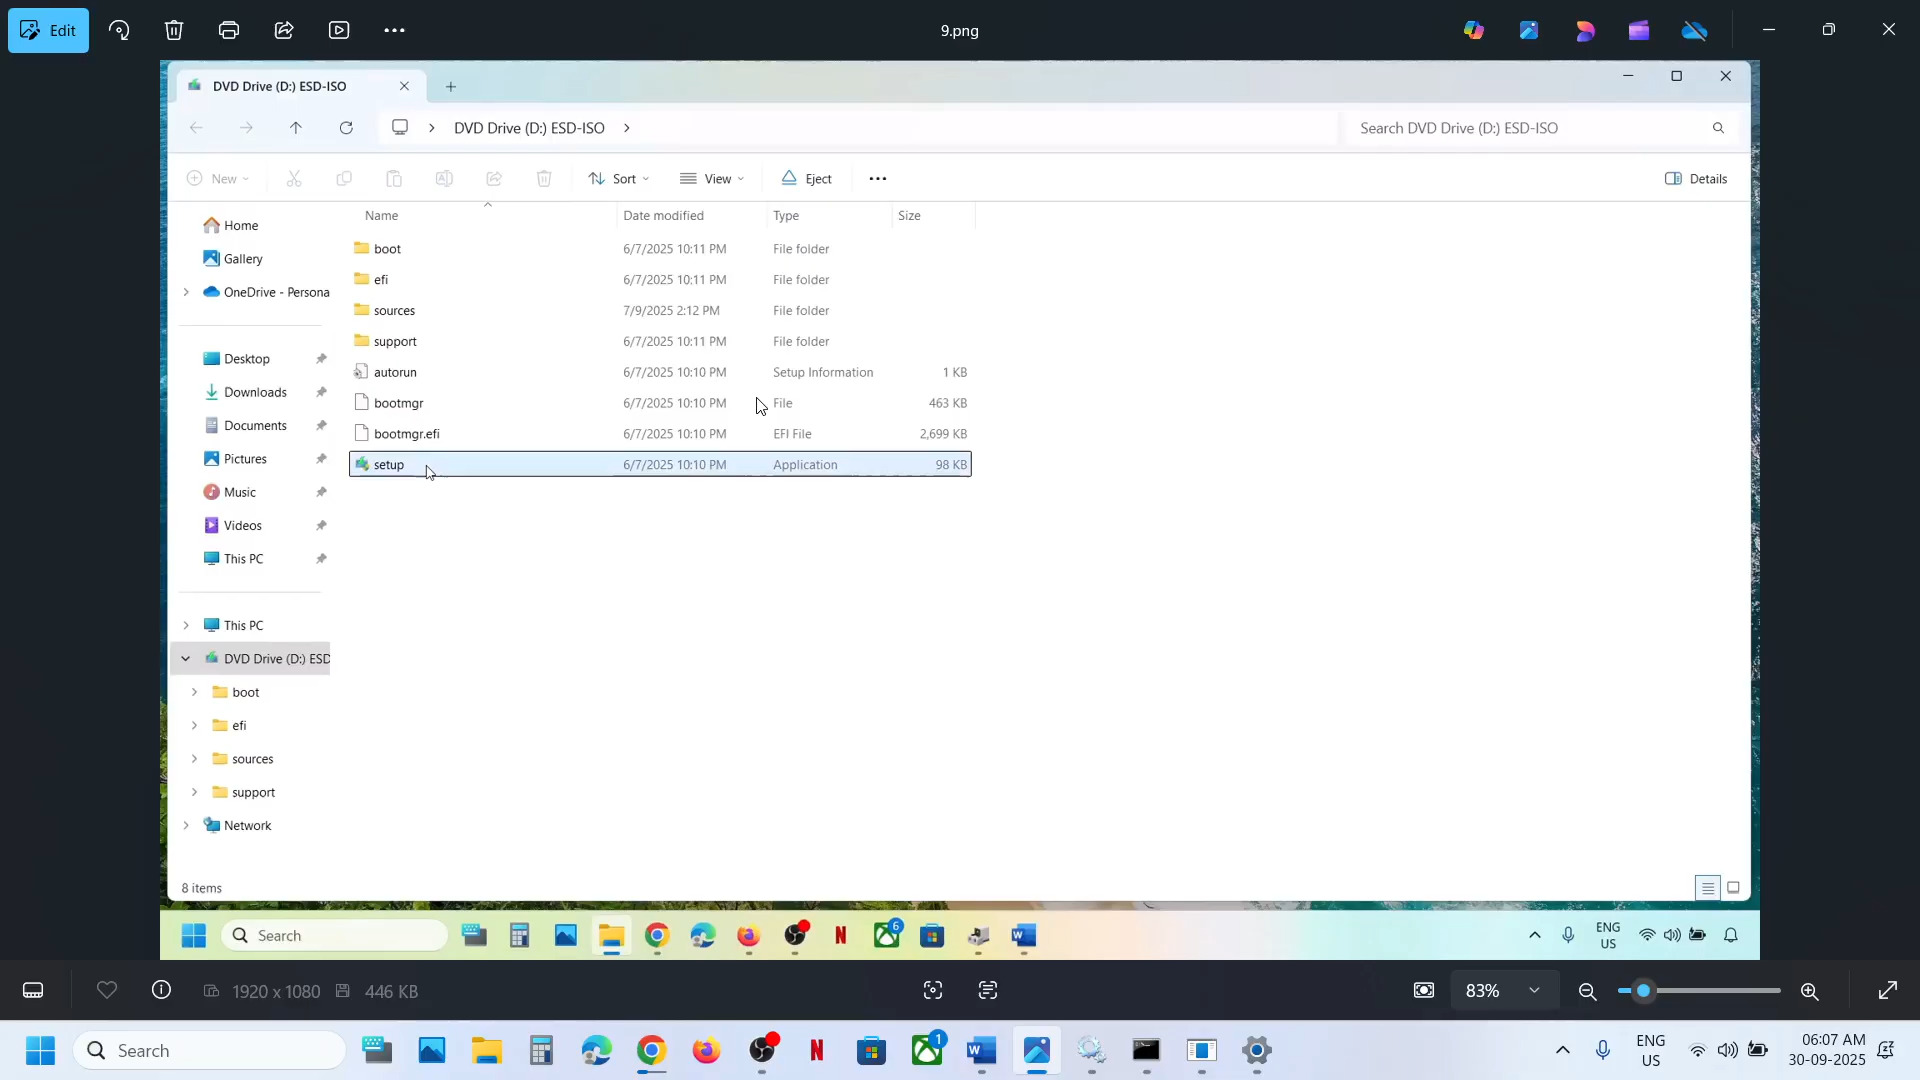 Edit
9.png
DVD Drive (D:) ESD-ISO
DVD Drive (D:) ESD-ISO
Search DVD Drive (D:) ESD-ISO
New
Sort
View
Eject
Details
Name Date modified Type Size
Home
Gallery
OneDrive - Persona
Desktop
Downloads
Documents
Pictures
Music
Videos
This PC
This PC
DVD Drive (D:) ESD
boot
efi
sources
support
Network
boot 6/7/2025 10:11 PM File folder
efi 6/7/2025 10:11 PM File folder
sources 7/9/2025 2:12 PM File folder
support 6/7/2025 10:11 PM File folder
autorun 6/7/2025 10:10 PM Setup Information 1 KB
bootmgr 6/7/2025 10:10 PM File 463 KB
bootmgr.efi 6/7/2025 10:10 PM EFI File 2,699 KB
setup 6/7/2025 10:10 PM Application 98 KB
8 items
Search
N
6
W
ENG
US
1920 x 1080
446 KB
83%
Search
N
1
W
ENG
US
06:07 AM
30-09-2025